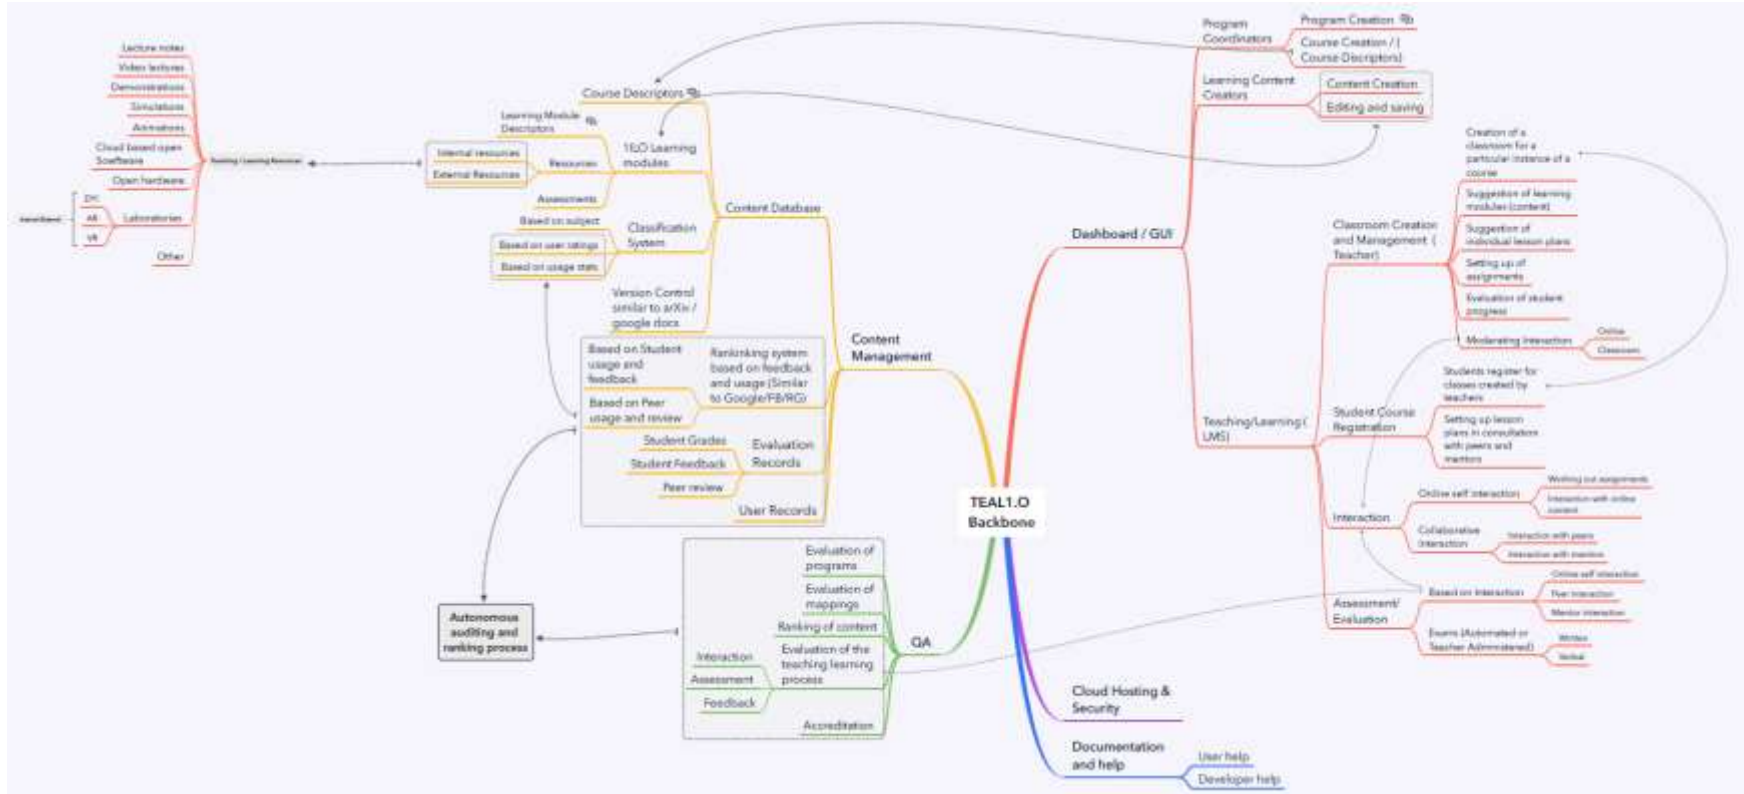 Lecture notes
Video lectures
Demonstrations
Simulations
Animations
Cloud based open
Sowftware
Open hardware
Laboratories
AR
VR
Other
Teaching / Learning Resources
Course Descriptors
Learning Module
Descriptors
Internal resources
External Resources
Resources
Assessments
1ILO Learning
modules
Based on subject
Based on user ratings
Based on usage stats
Classification
System
Version Control
similar to arXiv /
google docs
Content Database
Content
Management
Based on Student
usage and
feedback
Based on Peer
usage and review
Rankinking system
based on feedback
and usage (Similar
to Google/FB/RG)
Student Grades
Student Feedback
Peer review
Evaluation
Records
User Records
Autonomous
auditing and
ranking process
Evaluation of
programs
Evaluation of
mappings
Ranking of content
Evaluation of the
teaching learning
process
Interaction
Assessment
Feedback
Accreditation
QA
TEAL1.O
Backbone
Dashboard / GUI
Program
Coordinators
Program Creation
Course Creation / (
Course Discriptors)
Learning Content
Creators
Content Creation
Editing and saving
Teaching/Learning (
LMS)
Classroom Creation
and Management (
Teacher)
Creation of a
classroom for a
particular instance of a
course
Suggestion of learning
modules (content)
Suggestion of
individual lesson plans
Setting up of
assignments
Evaluation of student
progress
Moderating Interaction
Online
Classroom
Student Course
Registration
Students register for
classes created by
teachers
Setting up lesson
plans in consultation
with peers and
mentors
Interaction
Online self interaction
Working out assignments
Interaction with online
content
Collaborative
Interaction
Interaction with peers
Interaction with mentors
Assessment/
Evaluation
Based on Interaction
Online self interaction
Peer interaction
Mentor interaction
Exams (Automated or
Teacher Administered)
Written
Verbal
Cloud Hosting &
Security
Documentation
and help
User help
Developer help